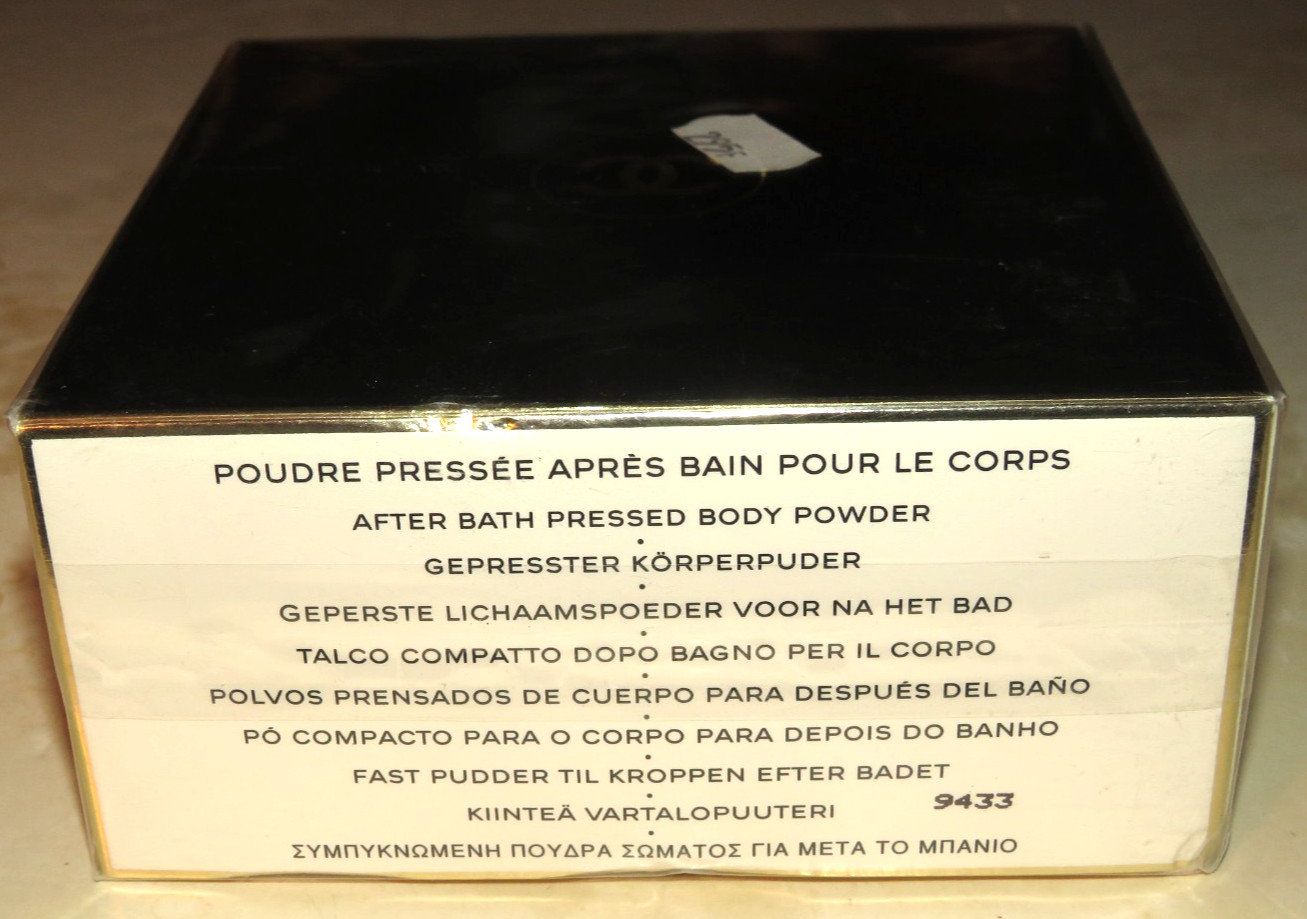 POUDRE PRESSÉE APRÈS BAIN POUR LE CORPS
AFTER BATH PRESSED BODY POWDER
•
GEPRESSTER KÖRPERPUDER
•
GEPERSTE LICHAAMSPOEDER VOOR NA HET BAD
•
TALCO COMPATTO DOPO BAGNO PER IL CORPO
•
POLVOS PRENSADOS DE CUERPO PARA DESPUÉS DEL BAÑO
•
PÓ COMPACTO PARA O CORPO PARA DEPOIS DO BANHO
•
FAST PUDDER TIL KROPPEN EFTER BADET
•
KIINTEÄ VARTALOPUUTERI
9433
•
ΣΥΜΠΥΚΝΩΜΕΝΗ ΠΟΥΔΡΑ ΣΩΜΑΤΟΣ ΓΙΑ ΜΕΤΑ ΤΟ ΜΠΑΝΙΟ